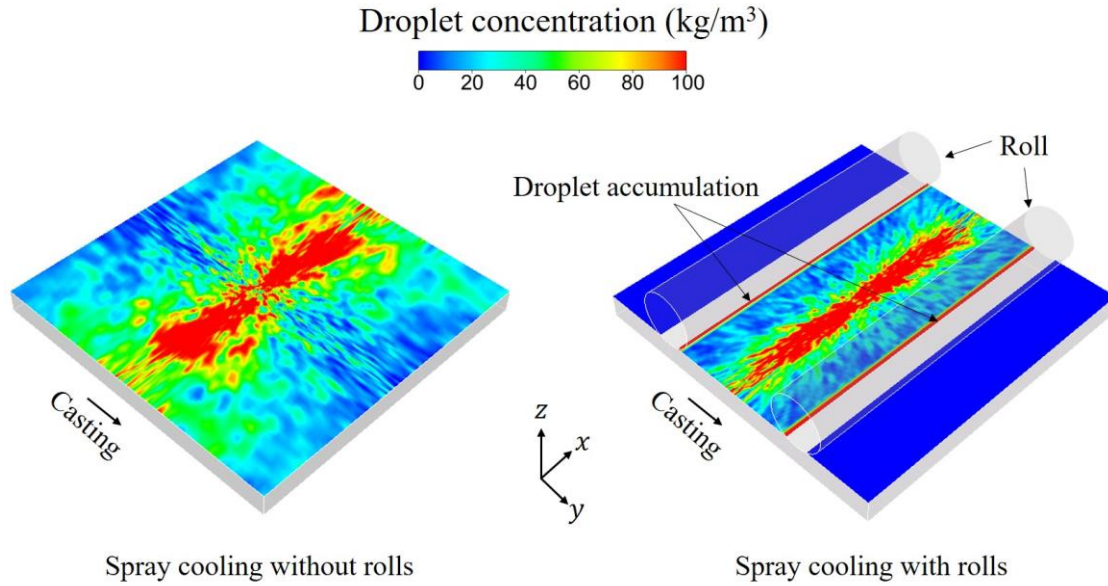 Droplet concentration (kg/m³)
0 20 40 60 80 100
Roll
Droplet accumulation
Casting
Casting
z
x
y
Spray cooling without rolls
Spray cooling with rolls